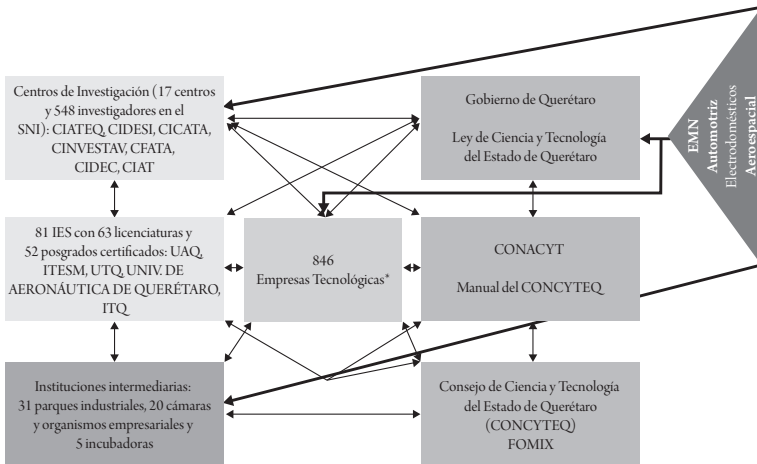 Centros de Investigación (17 centros
y 548 investigadores en el
SNI): CIATEQ, CIDESI, CICATA,
CINVESTAV, CFATA,
CIDEC, CIAT
Gobierno de Querétaro
Ley de Ciencia y Tecnología
del Estado de Querétaro
EMN
Automotriz
Electrodomésticos
Aeroespacial
81 IES con 63 licenciaturas y
52 posgrados certificados: UAQ,
ITESM, UTQ, UNIV. DE
AERONÁUTICA DE QUERÉTARO,
ITQ
846
Empresas Tecnológicas*
CONACYT
Manual del CONCYTEQ
Instituciones intermediarias:
31 parques industriales, 20 cámaras
y organismos empresariales y
5 incubadoras
Consejo de Ciencia y Tecnología
del Estado de Querétaro
(CONCYTEQ)
FOMIX